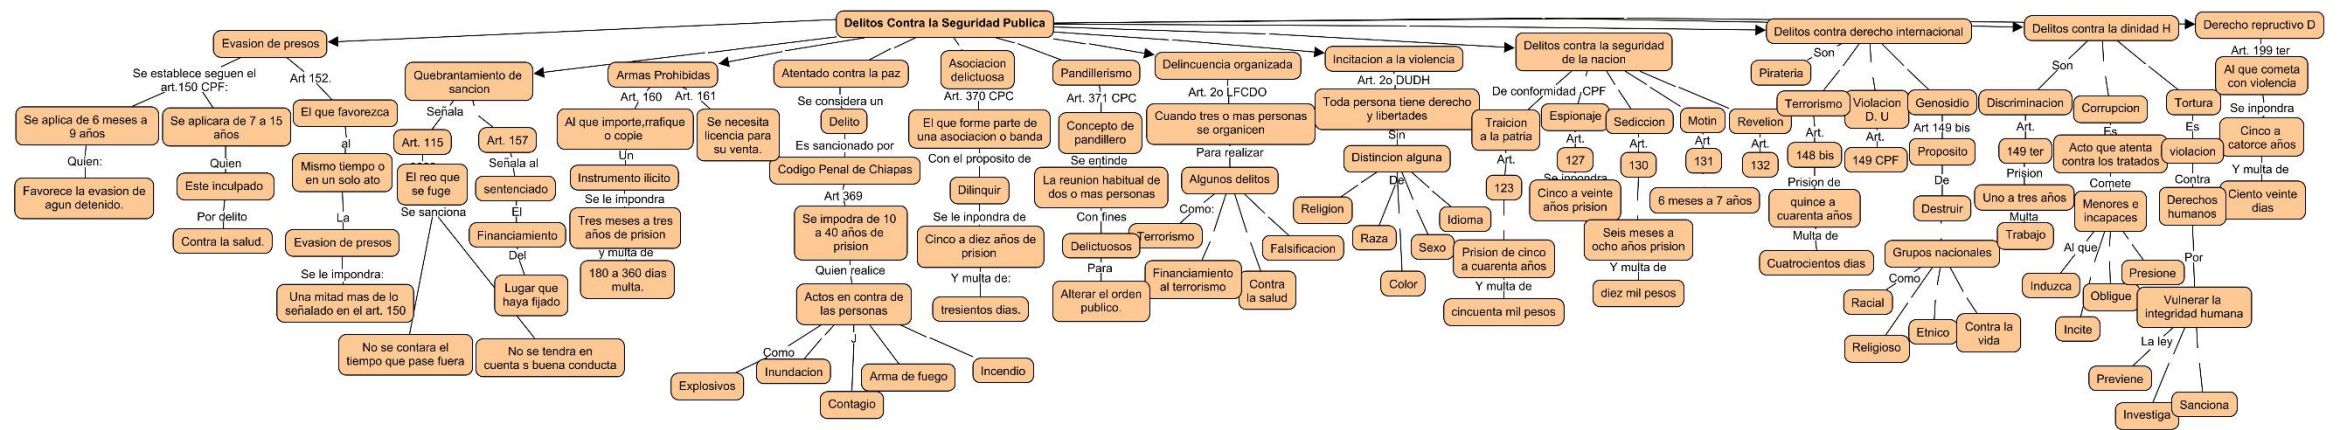 Delitos Contra la Seguridad Publica
Evasion de presos
Se establece seguen el
art.150 CPF:
Se aplica de 6 meses a
9 años
Quien:
Favorece la evasion de
agun detenido.
Se aplicara de 7 a 15
años
Quien
Este inculpado
Por delito
Contra la salud.
Art 152.
El que favorezca
al
Mismo tiempo o
en un solo ato
La
Evasion de presos
Se le impondra:
Una mitad mas de lo
señalado en el art. 150
Quebrantamiento de
sancion
Señala
Art. 115
El reo que
se fuge
Se sanciona
No se contara el
tiempo que pase fuera
Art. 157
Señala al
sentenciado
El
Financiamiento
Del
Lugar que
haya fijado
No se tendra en
cuenta s buena conducta
Armas Prohibidas
Art. 160
Al que importe,rrafique
o copie
Un
Instrumento ilicito
Se le impondra
Tres meses a tres
años de prision
y multa de
180 a 360 dias
multa.
Art. 161
Se necesita
licencia para
su venta.
Atentado contra la paz
Se considera un
Delito
Es sancionado por
Codigo Penal de Chiapas
Art 369
Se impodra de 10
a 40 años de
prision
Quien realice
Actos en contra de
las personas
Como
Explosivos
Inundacion
Contagio
Arma de fuego
Incendio
Asociacion
delictuosa
Art. 370 CPC
El que forme parte de
una asociacion o banda
Con el proposito de
Dilinquir
Se le inpondra de
Cinco a diez años de
prision
Y multa de:
tresientos dias.
Pandillerismo
Art. 371 CPC
Concepto de
pandillero
Se entinde
La reunion habitual de
dos o mas personas
Con fines
Delictuosos
Para
Alterar el orden
publico.
Delincuencia organizada
Art. 2o LFCDO
Cuando tres o mas personas
se organicen
Para realizar
Algunos delitos
Como:
Terrorismo
Financiamiento
al terrorismo
Contra
la salud
Falsificacion
Incitacion a la violencia
Art. 2o DUDH
Toda persona tiene derecho
y libertades
Sin
Distincion alguna
De
Religion
Raza
Color
Sexo
Idioma
Delitos contra la seguridad
de la nacion
De conformidad CPF
Traicion
a la patria
Art.
123
Prision de cinco
a cuarenta años
Y multa de
cincuenta mil pesos
Espionaje
Art.
127
Se inpondra
Cinco a veinte
años prision
Sediccion
Art.
130
Seis meses a
ocho años prision
Y multa de
diez mil pesos
Motin
Art
131
6 meses a 7 años
Revelion
Art.
132
Delitos contra derecho internacional
Son
Pirateria
Terrorismo
Art.
148 bis
Prision de
quince a
cuarenta años
Multa de
Cuatrocientos dias
Violacion
D. U
Art.
149 CPF
Genosidio
Art 149 bis
Proposito
De
Destruir
Grupos nacionales
Como
Racial
Religioso
Etnico
Contra la
vida
Delitos contra la dinidad H
Son
Discriminacion
Art.
149 ter
Prision
Uno a tres años
Multa
Trabajo
Corrupcion
Es
Acto que atenta
contra los tratados
Comete
Menores e
incapaces
Al que
Induzca
Incite
Obligue
Presione
Tortura
Es
violacion
Contra
Derechos
humanos
Por
Vulnerar la
integridad humana
La ley
Previene
Investiga
Sanciona
Derecho repructivo D
Art. 199 ter
Al que cometa
con violencia
Se inpondra
Cinco a
catorce años
Y multa de
Ciento veinte
dias